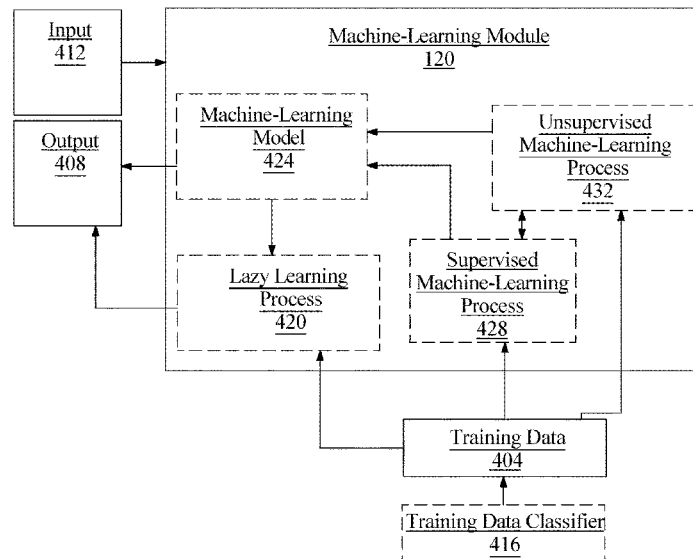 Input
412
Machine-Learning Module
120
Output
408
Machine-Learning
Model
424
Unsupervised
Machine-Learning
Process
432
Lazy Learning
Process
420
Supervised
Machine-Learning
Process
428
Training Data
404
Training Data Classifier
416